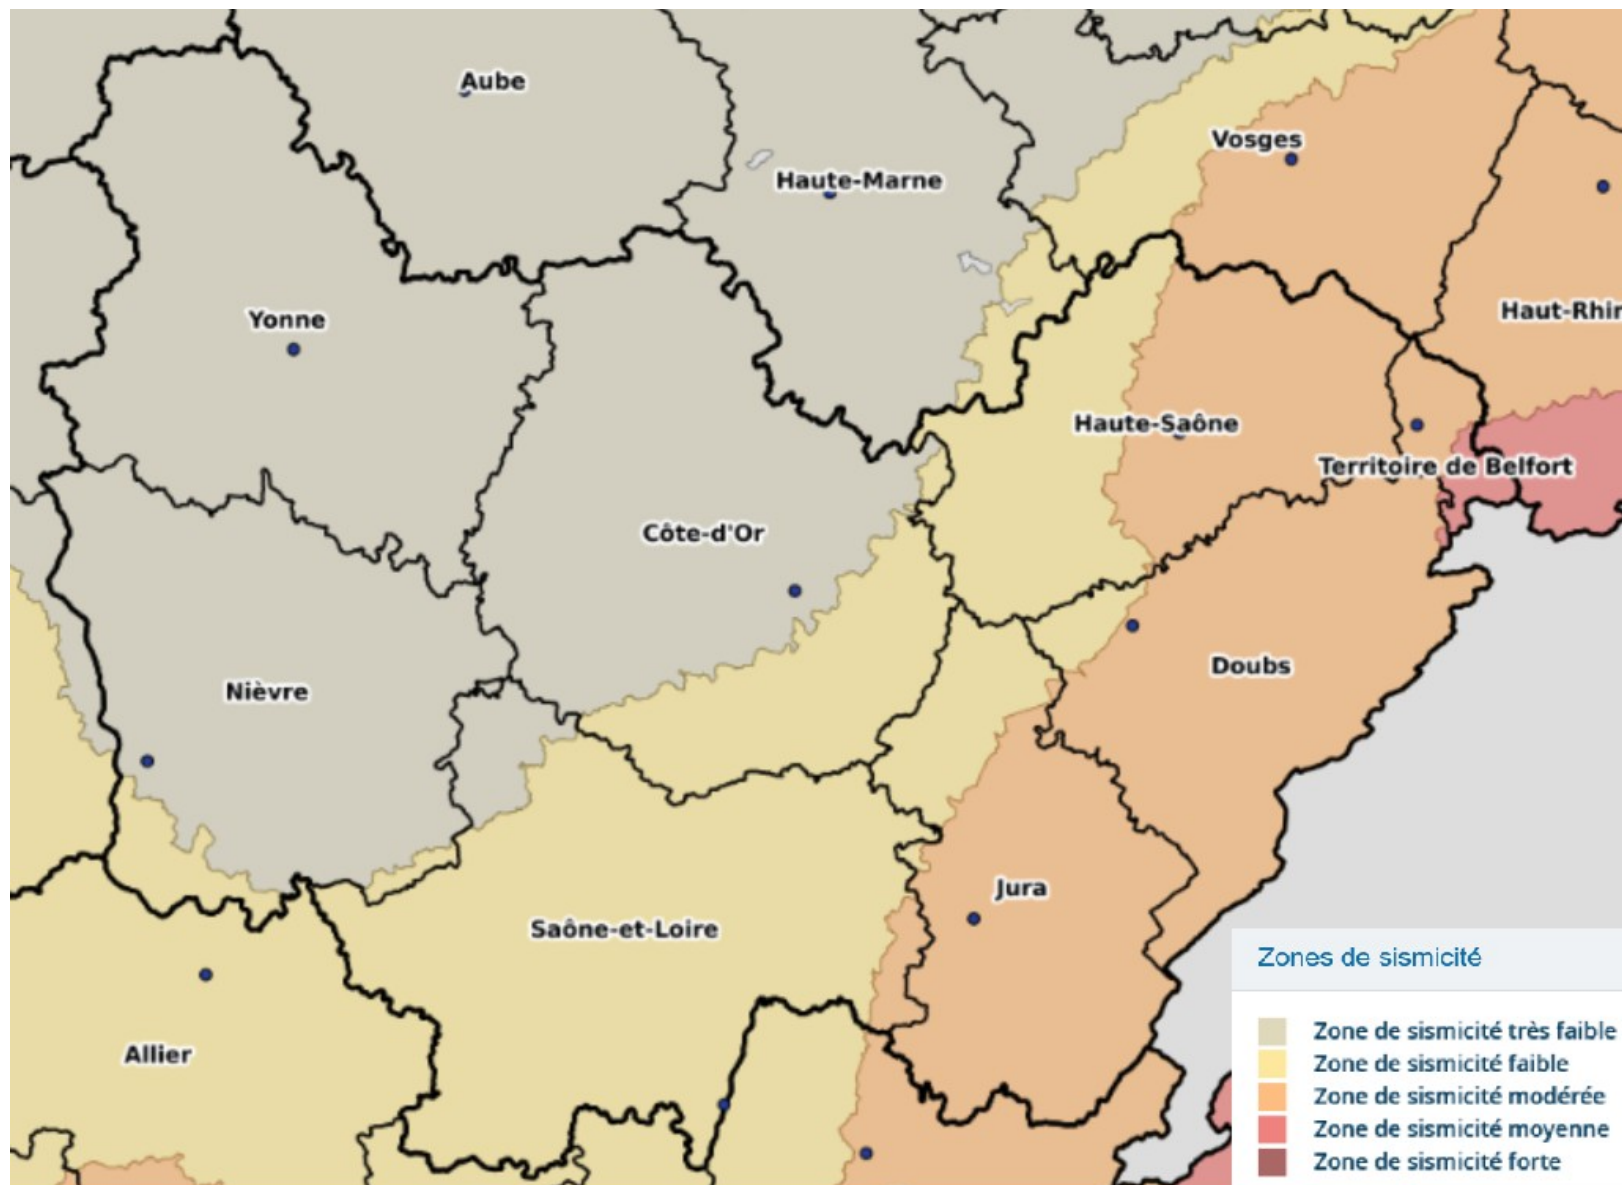 Aube
Vosges
Haute-Marne
Yonne
Haut-Rhin
Haute-Saône
Territoire de Belfort
Côte-d'Or
Doubs
Nièvre
Jura
Saône-et-Loire
Allier
Zones de sismicité
Zone de sismicité très faible
Zone de sismicité faible
Zone de sismicité modérée
Zone de sismicité moyenne
Zone de sismicité forte